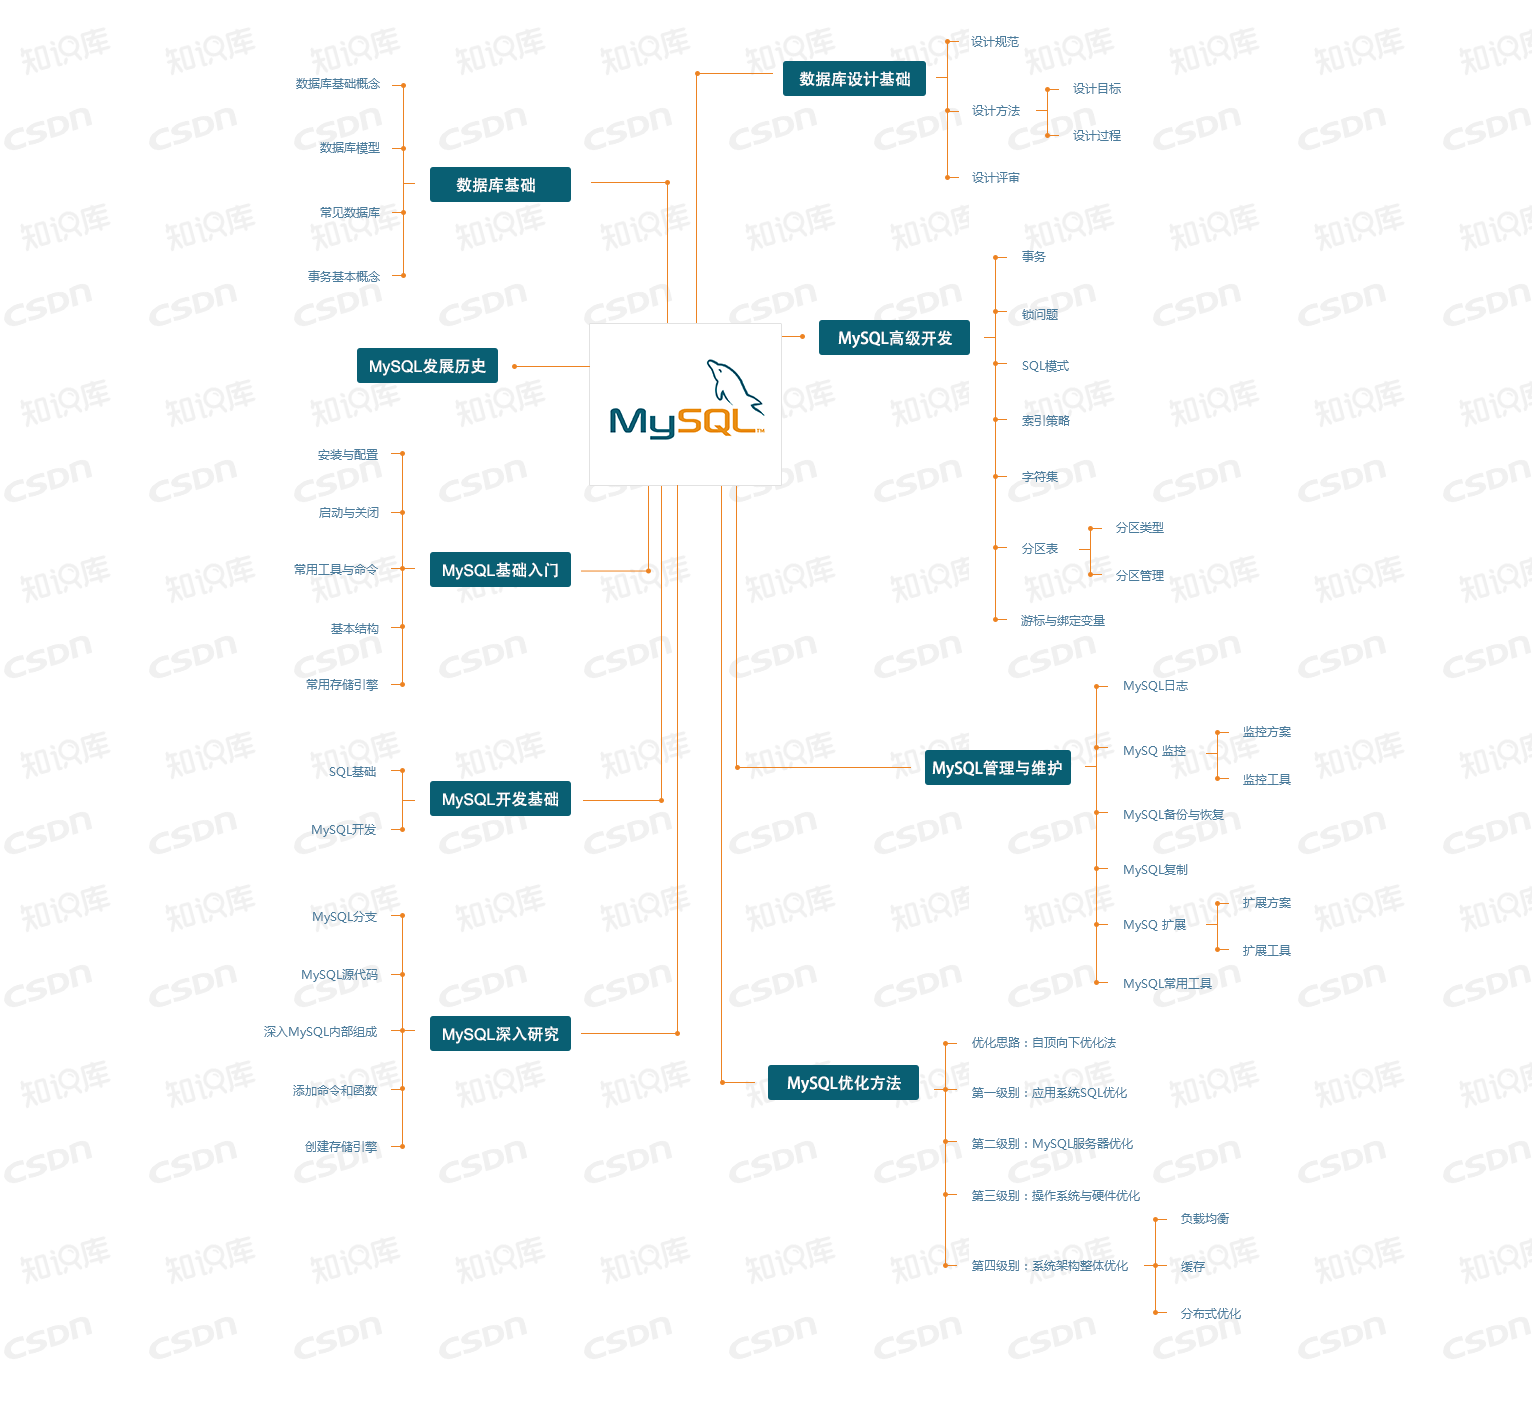 数据库基础
数据库基础概念
数据库模型
常见数据库
事务基本概念
MySQL发展历史
MySQL基础入门
安装与配置
启动与关闭
常用工具与命令
基本结构
常用存储引擎
MySQL开发基础
SQL基础
MySQL开发
MySQL深入研究
MySQL分支
MySQL源代码
深入MySQL内部组成
添加命令和函数
创建存储引擎
MySQL™
数据库设计基础
设计规范
设计方法
设计目标
设计过程
设计评审
MySQL高级开发
事务
锁问题
SQL模式
索引策略
字符集
分区表
分区类型
分区管理
游标与绑定变量
MySQL管理与维护
MySQL日志
MySQ 监控
监控方案
监控工具
MySQL备份与恢复
MySQL复制
MySQ 扩展
扩展方案
扩展工具
MySQL常用工具
MySQL优化方法
优化思路：自顶向下优化法
第一级别：应用系统SQL优化
第二级别：MySQL服务器优化
第三级别：操作系统与硬件优化
第四级别：系统架构整体优化
负载均衡
缓存
分布式优化
知识库
CSDN